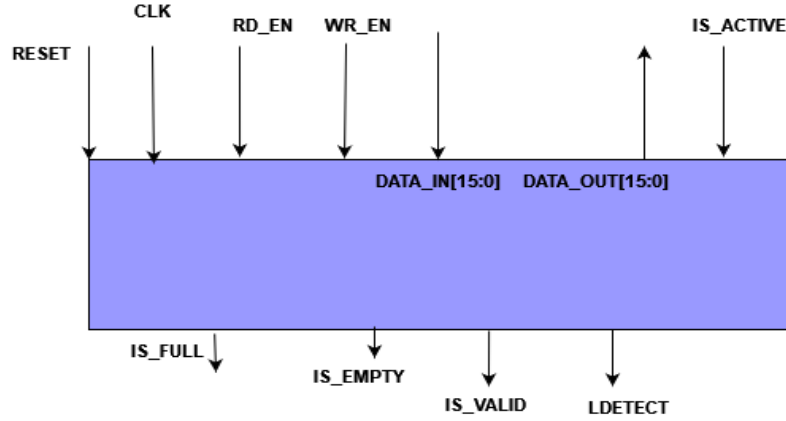 CLK
RESET
RD_EN
WR_EN
IS_ACTIVE
DATA_IN[15:0]
DATA_OUT[15:0]
IS_FULL
IS_EMPTY
IS_VALID
LDETECT